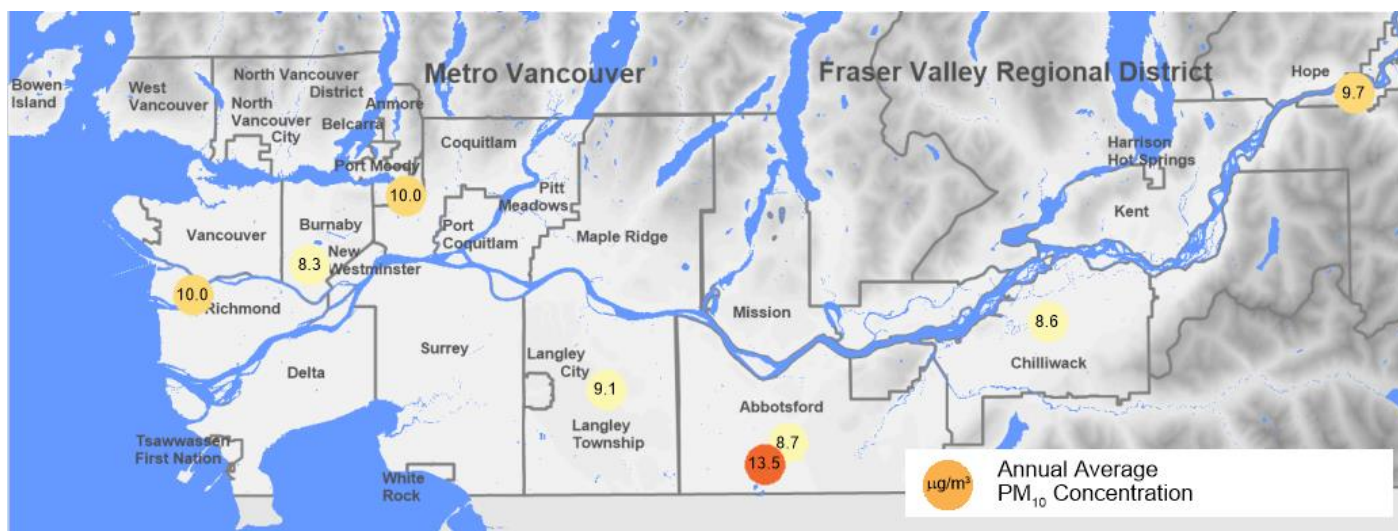 Metro Vancouver
Fraser Valley Regional District
Bowen
Island
West
Vancouver
North Vancouver
District
North
Vancouver
City
Anmore
Belcarra
Port Moody
10.0
Coquitlam
Pitt
Meadows
Port
Coquitlam
Maple Ridge
Hope
9.7
Harrison
Hot Springs
Kent
Vancouver
Burnaby
8.3
New
Westminster
10.0
Richmond
Mission
8.6
Chilliwack
Delta
Surrey
Langley
City
9.1
Langley
Township
Abbotsford
8.7
13.5
Tsawwassen
First Nation
White
Rock
µg/m³
Annual Average
PM₁₀ Concentration